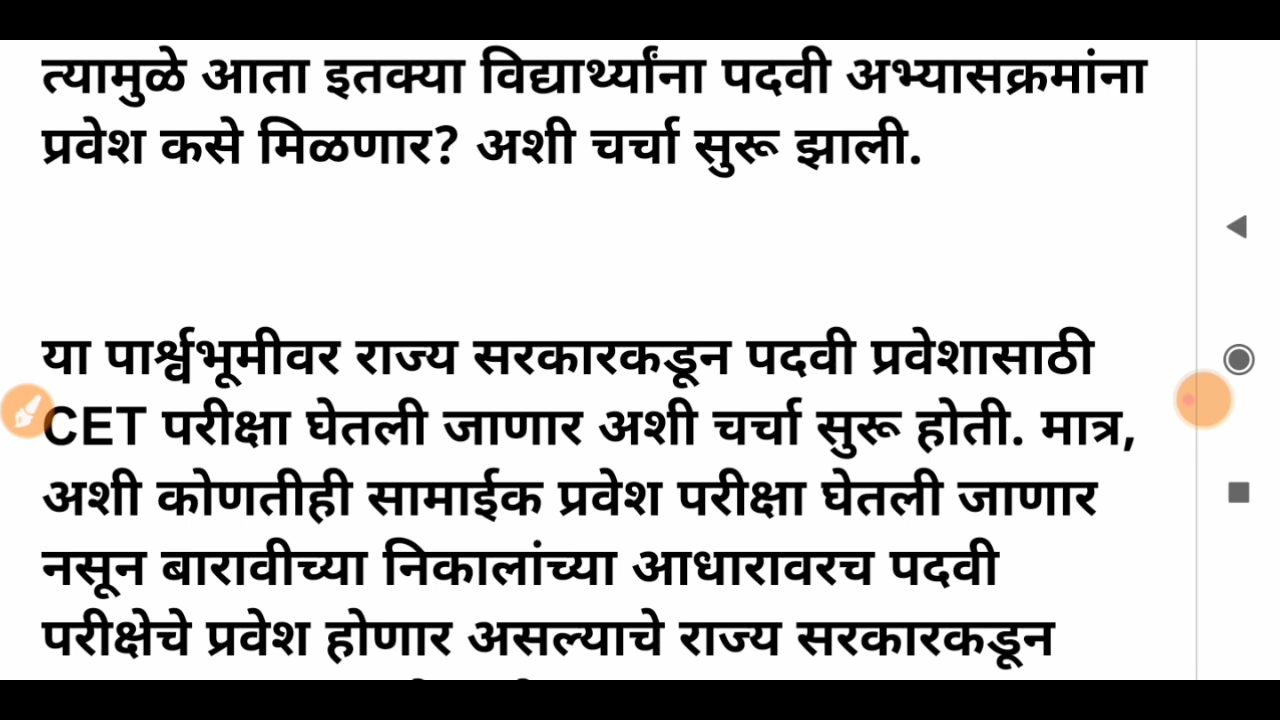 त्यामुळे आता इतक्या विद्यार्थ्यांना पदवी अभ्यासक्रमांना
प्रवेश कसे मिळणार? अशी चर्चा सुरू झाली.
या पार्श्वभूमीवर राज्य सरकारकडून पदवी प्रवेशासाठी
CET परीक्षा घेतली जाणार अशी चर्चा सुरू होती. मात्र,
अशी कोणतीही सामाईक प्रवेश परीक्षा घेतली जाणार
नसून बारावीच्या निकालांच्या आधारावरच पदवी
परीक्षेचे प्रवेश होणार असल्याचे राज्य सरकारकडून